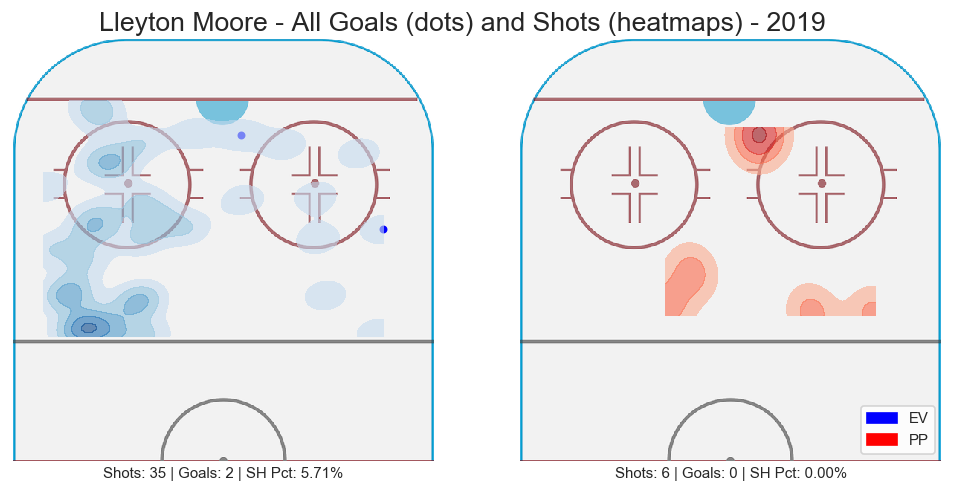 Lleyton Moore - All Goals (dots) and Shots (heatmaps) - 2019
EV
PP
Shots: 35 | Goals: 2 | SH Pct: 5.71%
Shots: 6 | Goals: 0 | SH Pct: 0.00%